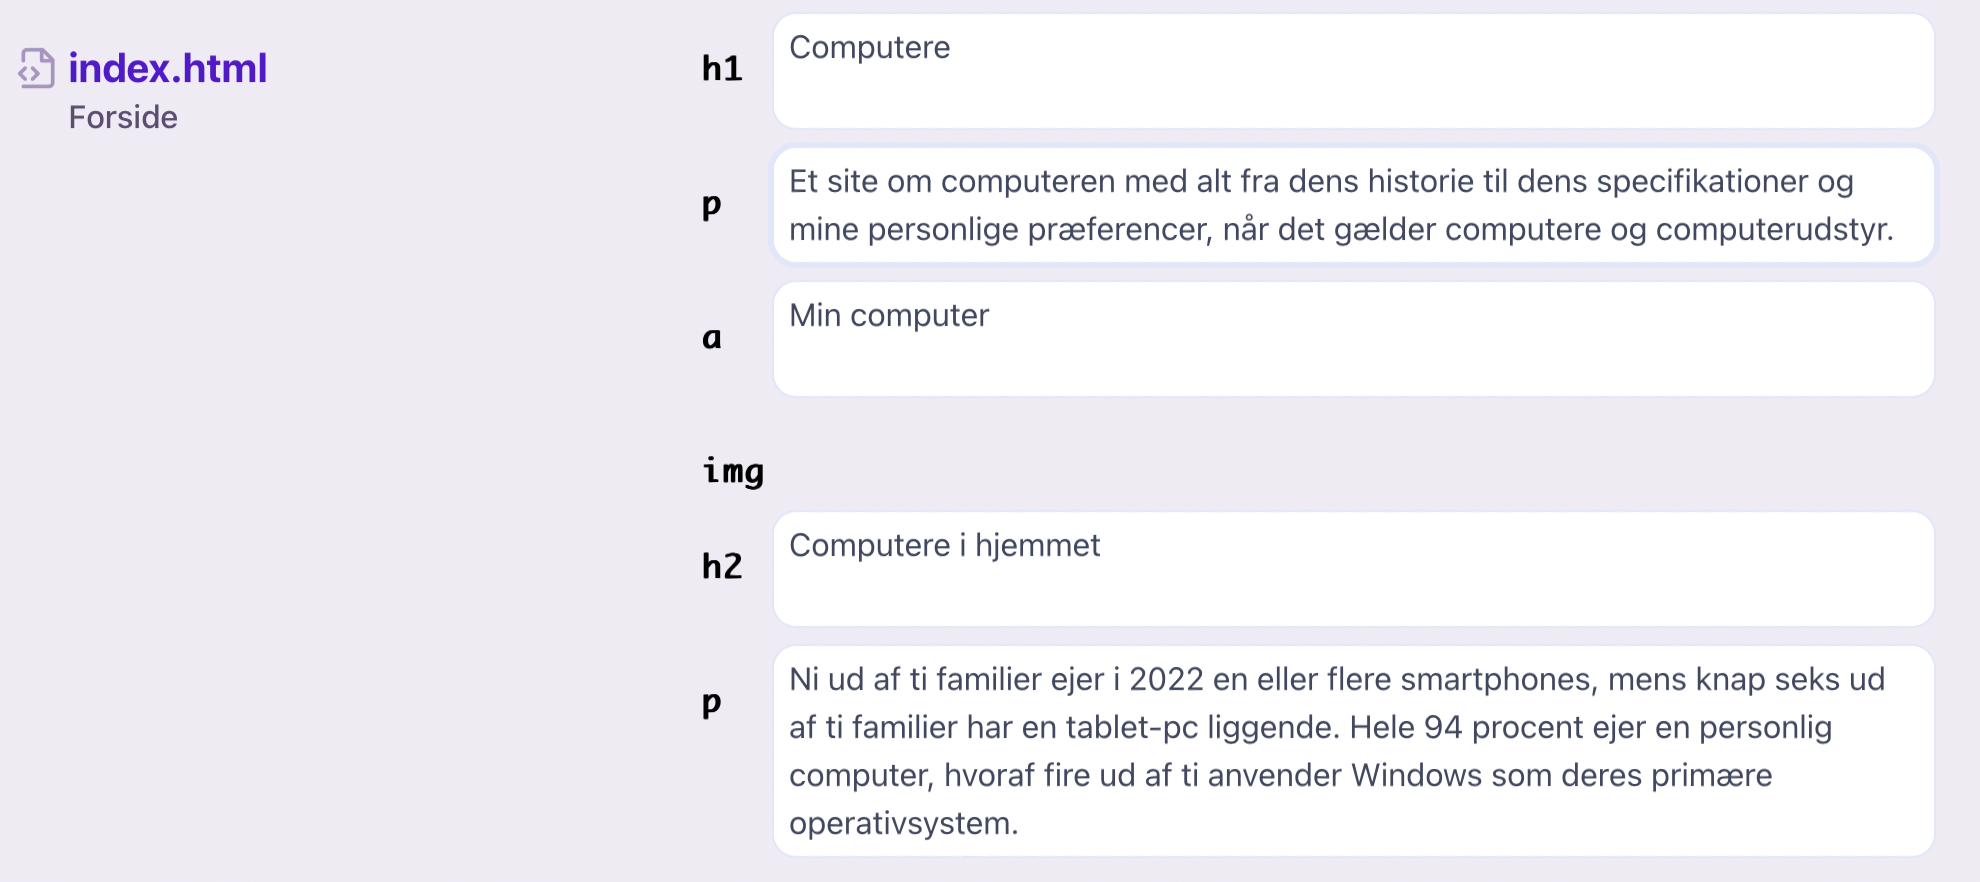 index.html
Forside
h1
Computere
p
Et site om computeren med alt fra dens historie til dens specifikationer og
mine personlige præferencer, når det gælder computere og computerudstyr.
a
Min computer
img
h2
Computere i hjemmet
p
Ni ud af ti familier ejer i 2022 en eller flere smartphones, mens knap seks ud
af ti familier har en tablet-pc liggende. Hele 94 procent ejer en personlig
computer, hvoraf fire ud af ti anvender Windows som deres primære
operativsystem.